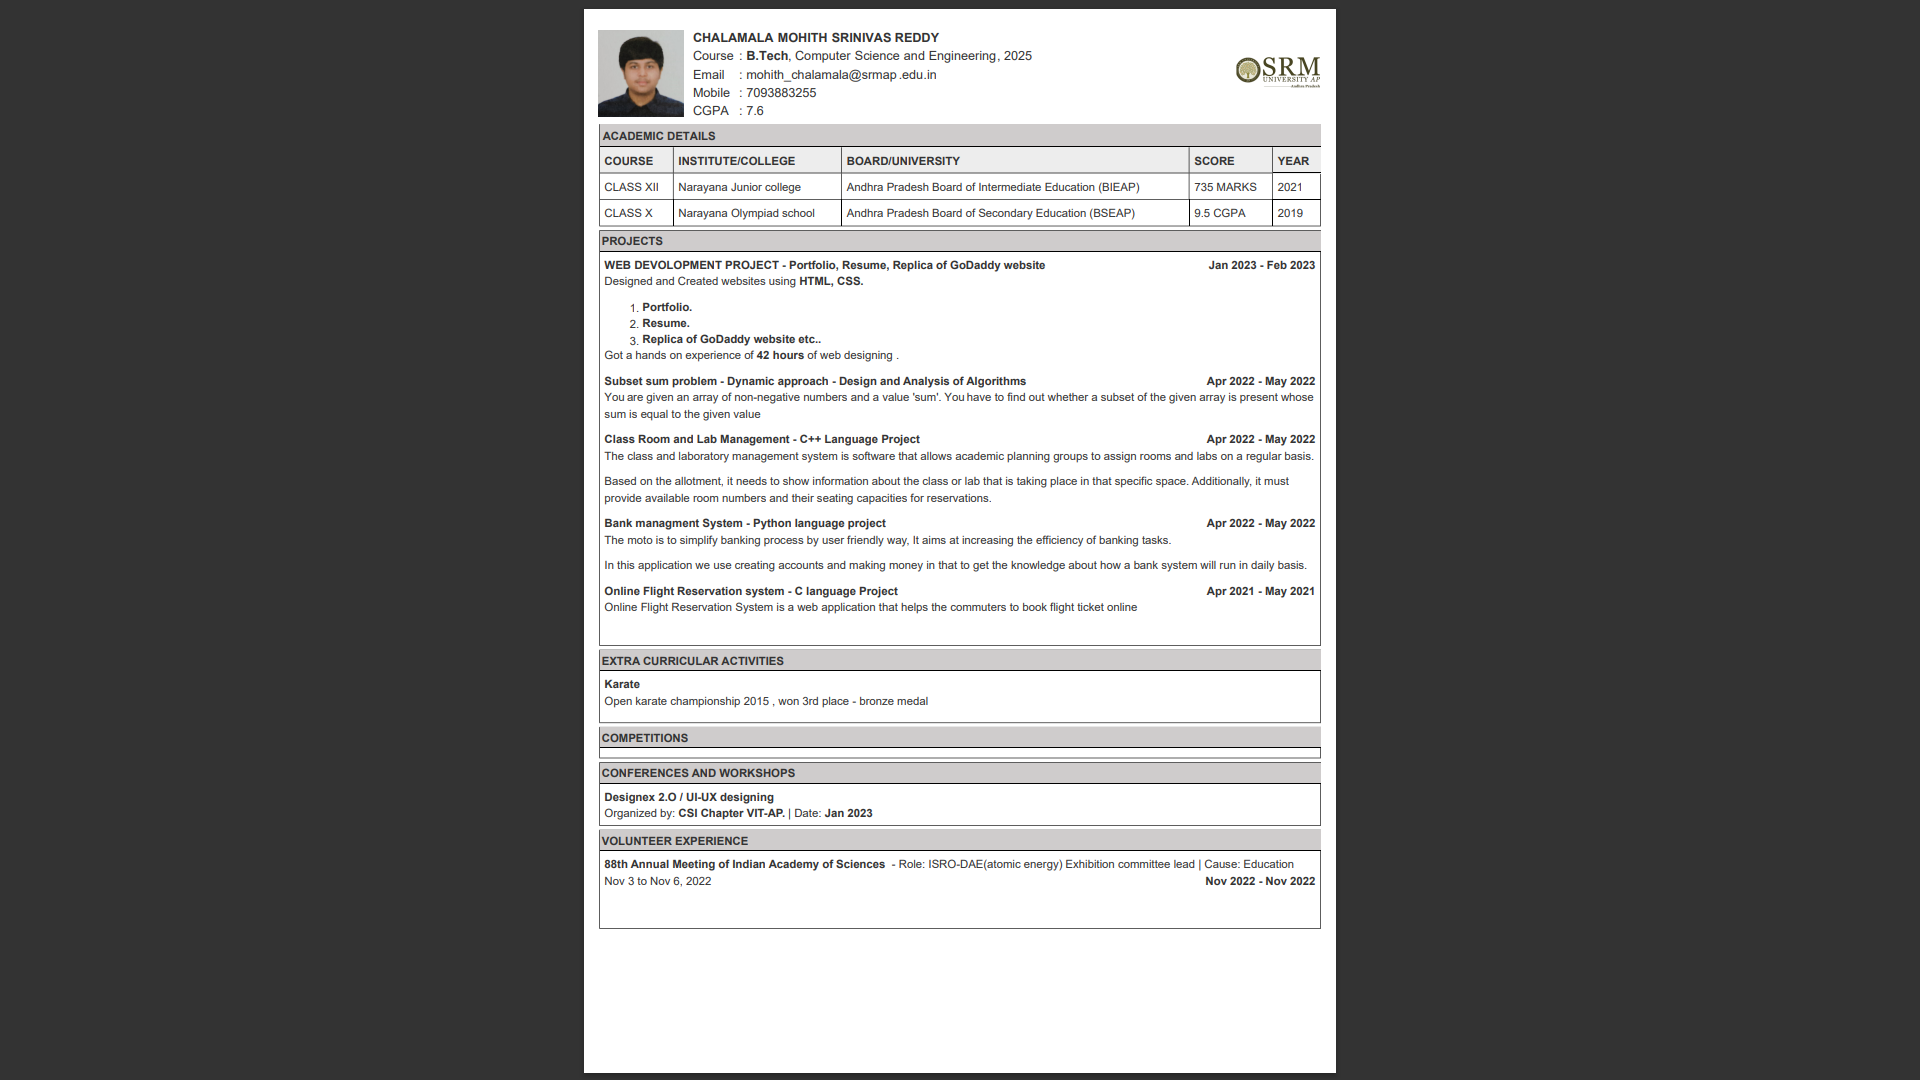 CHALAMALA MOHITH SRINIVAS REDDY
Course : B.Tech, Computer Science and Engineering, 2025
Email : mohith_chalamala@srmap.edu.in
Mobile : 7093883255
CGPA : 7.6
SRM
UNIVERSITY AP
Andhra Pradesh
ACADEMIC DETAILS
COURSE INSTITUTE/COLLEGE BOARD/UNIVERSITY SCORE YEAR
CLASS XII Narayana Junior college Andhra Pradesh Board of Intermediate Education (BIEAP) 735 MARKS 2021
CLASS X Narayana Olympiad school Andhra Pradesh Board of Secondary Education (BSEAP) 9.5 CGPA 2019
PROJECTS
WEB DEVOLOPMENT PROJECT - Portfolio, Resume, Replica of GoDaddy website Jan 2023 - Feb 2023
Designed and Created websites using HTML, CSS.
1. Portfolio.
2. Resume.
3. Replica of GoDaddy website etc..
Got a hands on experience of 42 hours of web designing .
Subset sum problem - Dynamic approach - Design and Analysis of Algorithms Apr 2022 - May 2022
You are given an array of non-negative numbers and a value 'sum'. You have to find out whether a subset of the given array is present whose
sum is equal to the given value
Class Room and Lab Management - C++ Language Project Apr 2022 - May 2022
The class and laboratory management system is software that allows academic planning groups to assign rooms and labs on a regular basis.
Based on the allotment, it needs to show information about the class or lab that is taking place in that specific space. Additionally, it must
provide available room numbers and their seating capacities for reservations.
Bank managment System - Python language project Apr 2022 - May 2022
The moto is to simplify banking process by user friendly way, It aims at increasing the efficiency of banking tasks.
In this application we use creating accounts and making money in that to get the knowledge about how a bank system will run in daily basis.
Online Flight Reservation system - C language Project Apr 2021 - May 2021
Online Flight Reservation System is a web application that helps the commuters to book flight ticket online
EXTRA CURRICULAR ACTIVITIES
Karate
Open karate championship 2015 , won 3rd place - bronze medal
COMPETITIONS
CONFERENCES AND WORKSHOPS
Designex 2.O / UI-UX designing
Organized by: CSI Chapter VIT-AP. | Date: Jan 2023
VOLUNTEER EXPERIENCE
88th Annual Meeting of Indian Academy of Sciences - Role: ISRO-DAE(atomic energy) Exhibition committee lead | Cause: Education
Nov 3 to Nov 6, 2022 Nov 2022 - Nov 2022